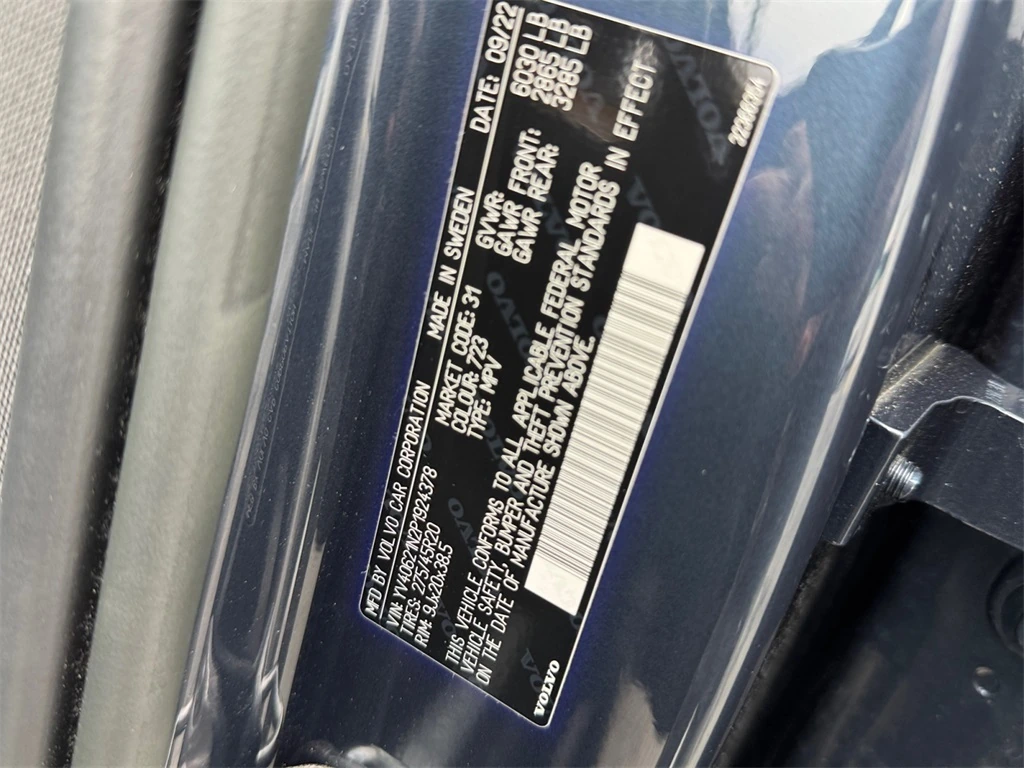 MFD BY VOLVO CAR CORPORATION MADE IN SWEDEN DATE: 09/22
VIN: YV4062TN2P1924378 MARKET CODE: 31 GVWR: 6030 LB
TIRES: 275/45R20 COLOUR: 723 GAWR FRONT: 2865 LB
RIM: 9Jx20x38.5 TYPE: MPV GAWR REAR: 3285 LB
THIS VEHICLE CONFORMS TO ALL APPLICABLE FEDERAL MOTOR
VEHICLE SAFETY, BUMPER AND THEFT PREVENTION STANDARDS IN EFFECT
ON THE DATE OF MANUFACTURE SHOWN ABOVE.
VOLVO